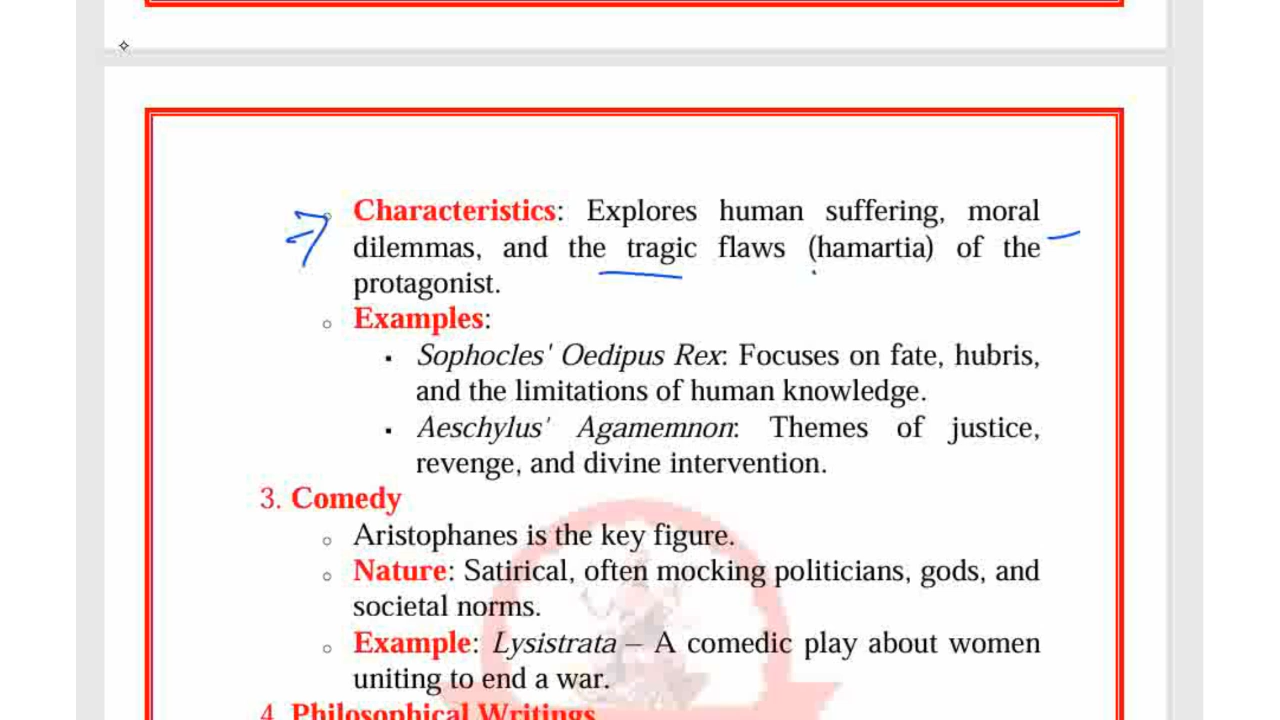 Characteristics: Explores human suffering, moral
dilemmas, and the tragic flaws (hamartia) of the
protagonist.
Examples:
Sophocles' Oedipus Rex: Focuses on fate, hubris,
and the limitations of human knowledge.
Aeschylus' Agamemnon: Themes of justice,
revenge, and divine intervention.
3. Comedy
Aristophanes is the key figure.
Nature: Satirical, often mocking politicians, gods, and
societal norms.
Example: Lysistrata – A comedic play about women
uniting to end a war.
4. Philosophical Writings